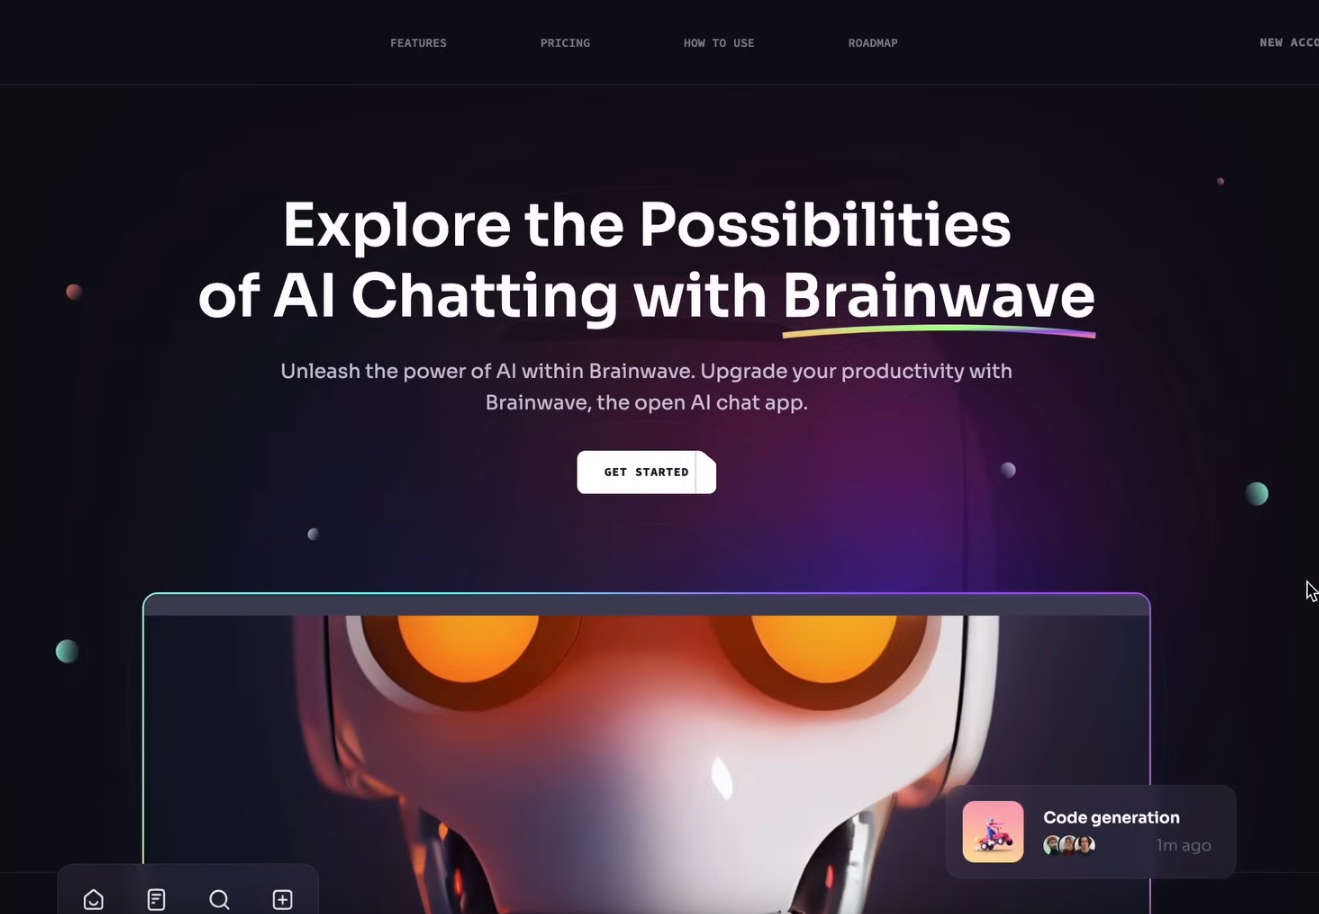 FEATURES
PRICING
HOW TO USE
ROADMAP
NEW
Explore the Possibilities
of AI Chatting with Brainwave
Unleash the power of AI within Brainwave. Upgrade your productivity with
Brainwave, the open AI chat app.
GET STARTED
Code generation
1m ago